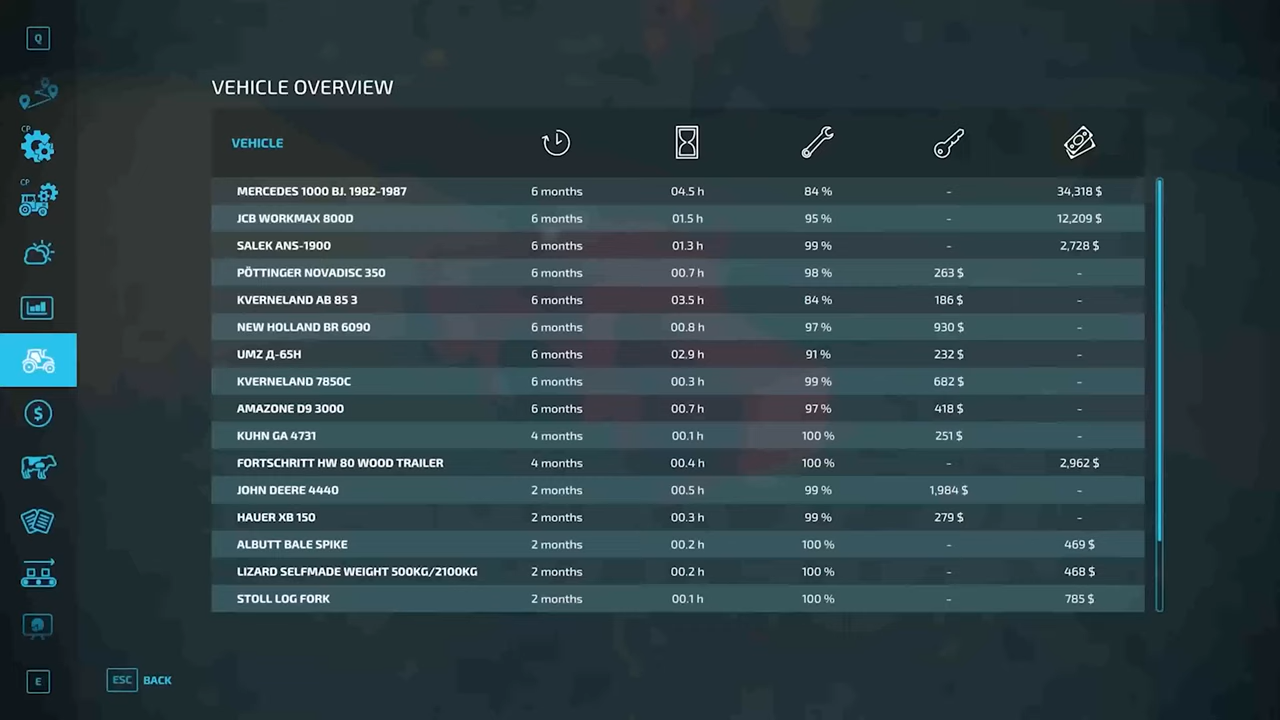 Q
VEHICLE OVERVIEW
VEHICLE
CP
CP
MERCEDES 1000 BJ. 1982-1987 6 months 04.5 h 84 % - 34,318 $
JCB WORKMAX 800D 6 months 01.5 h 95 % - 12,209 $
SALEK ANS-1900 6 months 01.3 h 99 % - 2,728 $
PÖTTINGER NOVADISC 350 6 months 00.7 h 98 % 263 $ -
KVERNELAND AB 85 3 6 months 03.5 h 84 % 186 $ -
NEW HOLLAND BR 6090 6 months 00.8 h 97 % 930 $ -
UMZ Д-65Н 6 months 02.9 h 91 % 232 $ -
KVERNELAND 7850C 6 months 00.3 h 99 % 682 $ -
AMAZONE D9 3000 6 months 00.7 h 97 % 418 $ -
KUHN GA 4731 4 months 00.1 h 100 % 251 $ -
FORTSCHRITT HW 80 WOOD TRAILER 4 months 00.4 h 100 % - 2,962 $
JOHN DEERE 4440 2 months 00.5 h 99 % 1,984 $ -
HAUER XB 150 2 months 00.3 h 99 % 279 $ -
ALBUTT BALE SPIKE 2 months 00.2 h 100 % - 469 $
LIZARD SELFMADE WEIGHT 500KG/2100KG 2 months 00.2 h 100 % - 468 $
STOLL LOG FORK 2 months 00.1 h 100 % - 785 $
E
ESC BACK